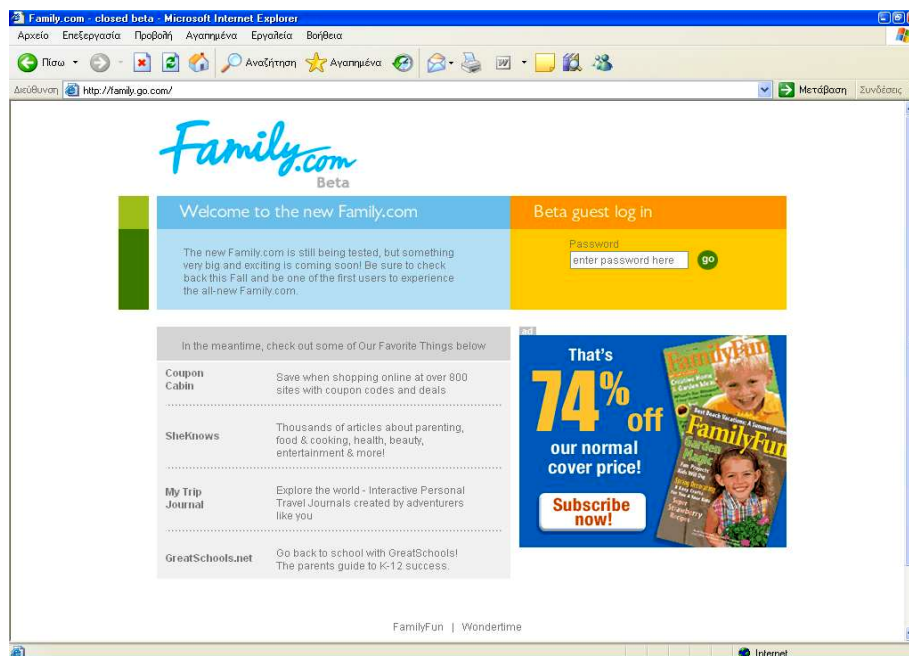 Family.com - closed beta - Microsoft Internet Explorer
Αρχείο Επεξεργασία Προβολή Αγαπημένα Εργαλεία Βοήθεια
Πίσω Αναζήτηση Αγαπημένα
Διεύθυνση http://family.go.com/ Μετάβαση Συνδέσεις
Family.com
Beta
Welcome to the new Family.com
The new Family.com is still being tested, but something
very big and exciting is coming soon! Be sure to check
back this Fall and be one of the first users to experience
the all-new Family.com.
Beta guest log in
Password
enter password here go
In the meantime, check out some of Our Favorite Things below
Coupon
Cabin
Save when shopping online at over 800
sites with coupon codes and deals
SheKnows
Thousands of articles about parenting,
food & cooking, health, beauty,
entertainment & more!
My Trip
Journal
Explore the world - Interactive Personal
Travel Journals created by adventurers
like you
GreatSchools.net
Go back to school with GreatSchools!
The parents guide to K-12 success.
ad
That's
74%
off
our normal
cover price!
Subscribe
now!
FamilyFun
FamilyFun
Garden
Magic
FamilyFun | Wondertime
Internet